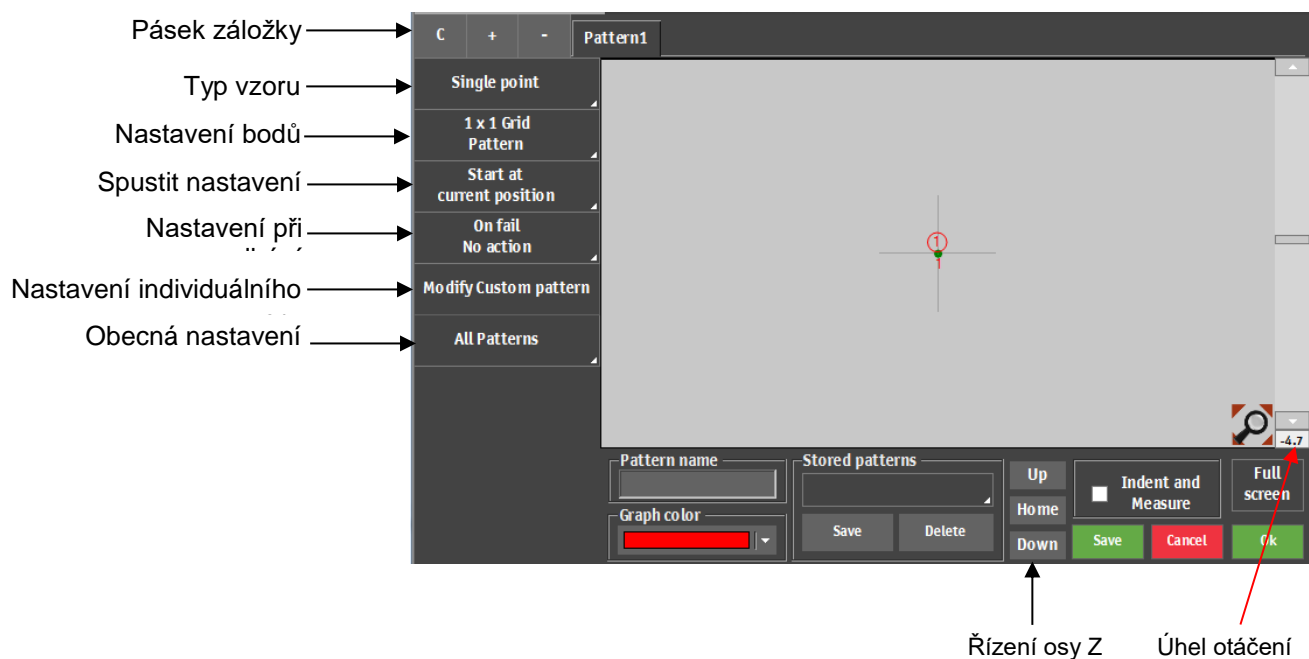 Pásek záložky
C + - Pattern1
Typ vzoru
Single point
Nastavení bodů
1 x 1 Grid
Pattern
Spustit nastavení
Start at
current position
Nastavení při
On fail
No action
Nastavení individuálního
Modify Custom pattern
Obecná nastavení
All Patterns
1
1
-4.7
Pattern name
Graph color
Stored patterns
Save Delete
Up
Home
Down
Indent and
Measure
Full
screen
Save Cancel Ok
Řízení osy Z
Úhel otáčení